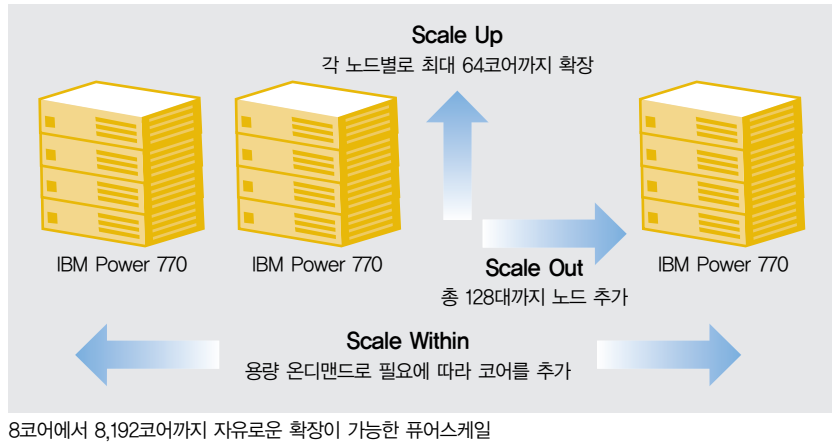 Scale Up
각 노드별로 최대 64코어까지 확장
IBM Power 770
IBM Power 770
Scale Out
총 128대까지 노드 추가
IBM Power 770
Scale Within
용량 온디맨드로 필요에 따라 코어를 추가
8코어에서 8,192코어까지 자유로운 확장이 가능한 퓨어스케일